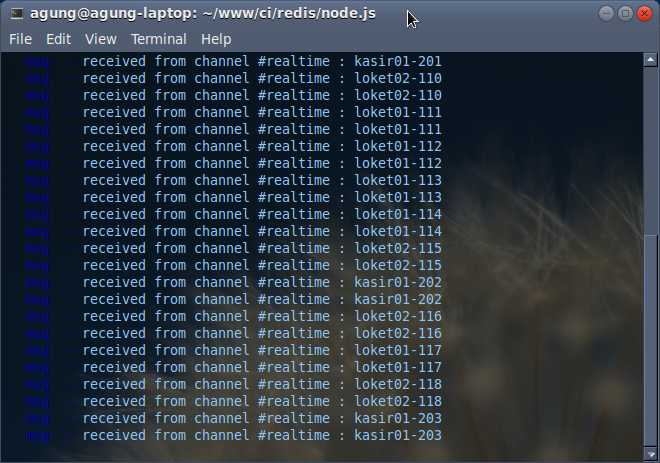 agung@agung-laptop: ~/www/ci/redis/node.js
File Edit View Terminal Help
msg received from channel #realtime : kasir01-201
msg - received from channel #realtime : loket02-110
msg received from channel #realtime : loket02-110
msg - received from channel #realtime : loket01-111
msg received from channel #realtime : loket01-111
msg - received from channel #realtime : loket01-112
msg received from channel #realtime : loket01-112
msg - received from channel #realtime : loket01-113
msg received from channel #realtime : loket01-113
msg - received from channel #realtime : loket01-114
msg received from channel #realtime : loket01-114
msg - received from channel #realtime : loket02-115
msg received from channel #realtime : loket02-115
msg - received from channel #realtime : kasir01-202
msg received from channel #realtime : kasir01-202
msg - received from channel #realtime : loket02-116
msg received from channel #realtime : loket02-116
msg - received from channel #realtime : loket01-117
msg received from channel #realtime : loket01-117
msg - received from channel #realtime : loket02-118
msg received from channel #realtime : loket02-118
msg - received from channel #realtime : kasir01-203
msg received from channel #realtime : kasir01-203